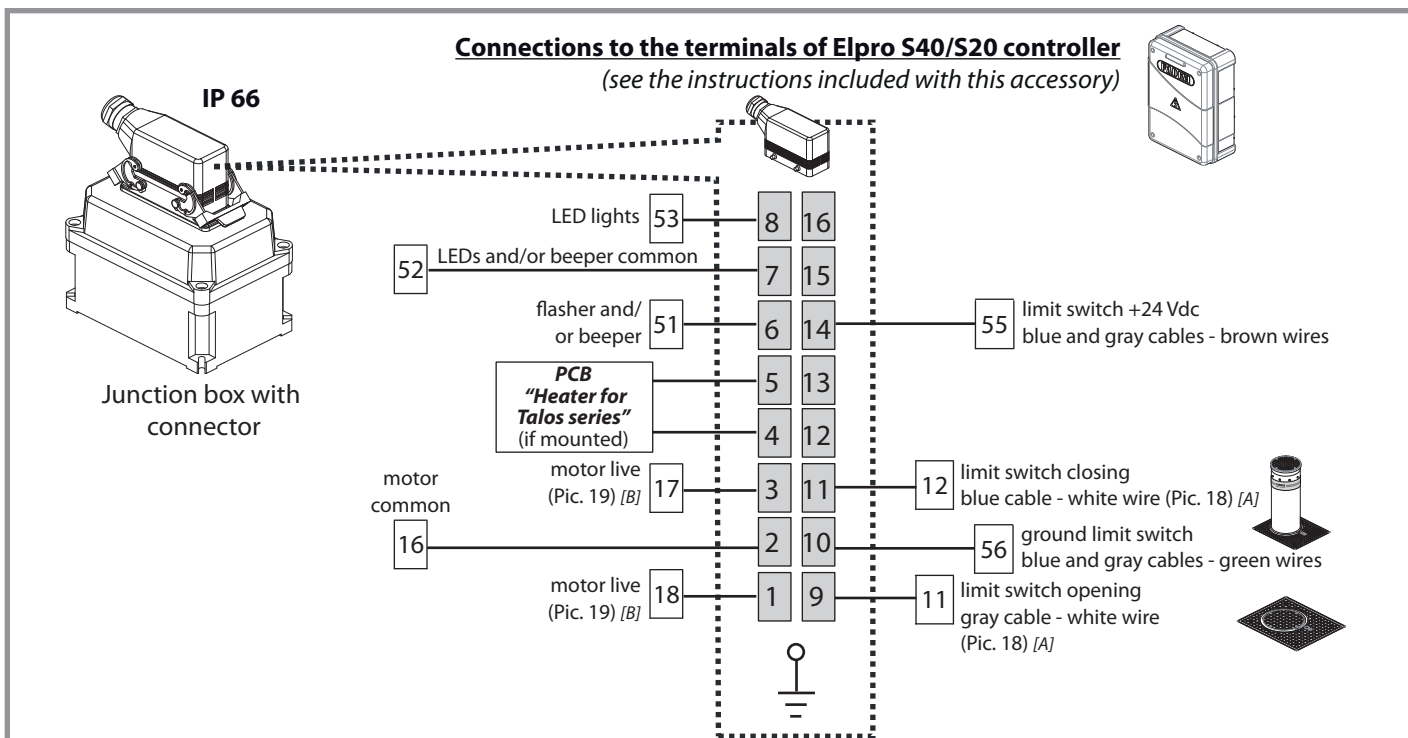 Connections to the terminals of Elpro S40/S20 controller
(see the instructions included with this accessory)
FADINI
IP 66
Junction box with
connector
LED lights
53
8
16
52
LEDs and/or beeper common
7
15
flasher and/
or beeper
51
6
14
55
limit switch +24 Vdc
blue and gray cables - brown wires
PCB
“Heater for
Talos series”
(if mounted)
5
13
4
12
motor live
(Pic. 19) [B]
17
3
11
12
limit switch closing
blue cable - white wire (Pic. 18) [A]
motor
common
16
2
10
56
ground limit switch
blue and gray cables - green wires
motor live
(Pic. 19) [B]
18
1
9
11
limit switch opening
gray cable - white wire
(Pic. 18) [A]